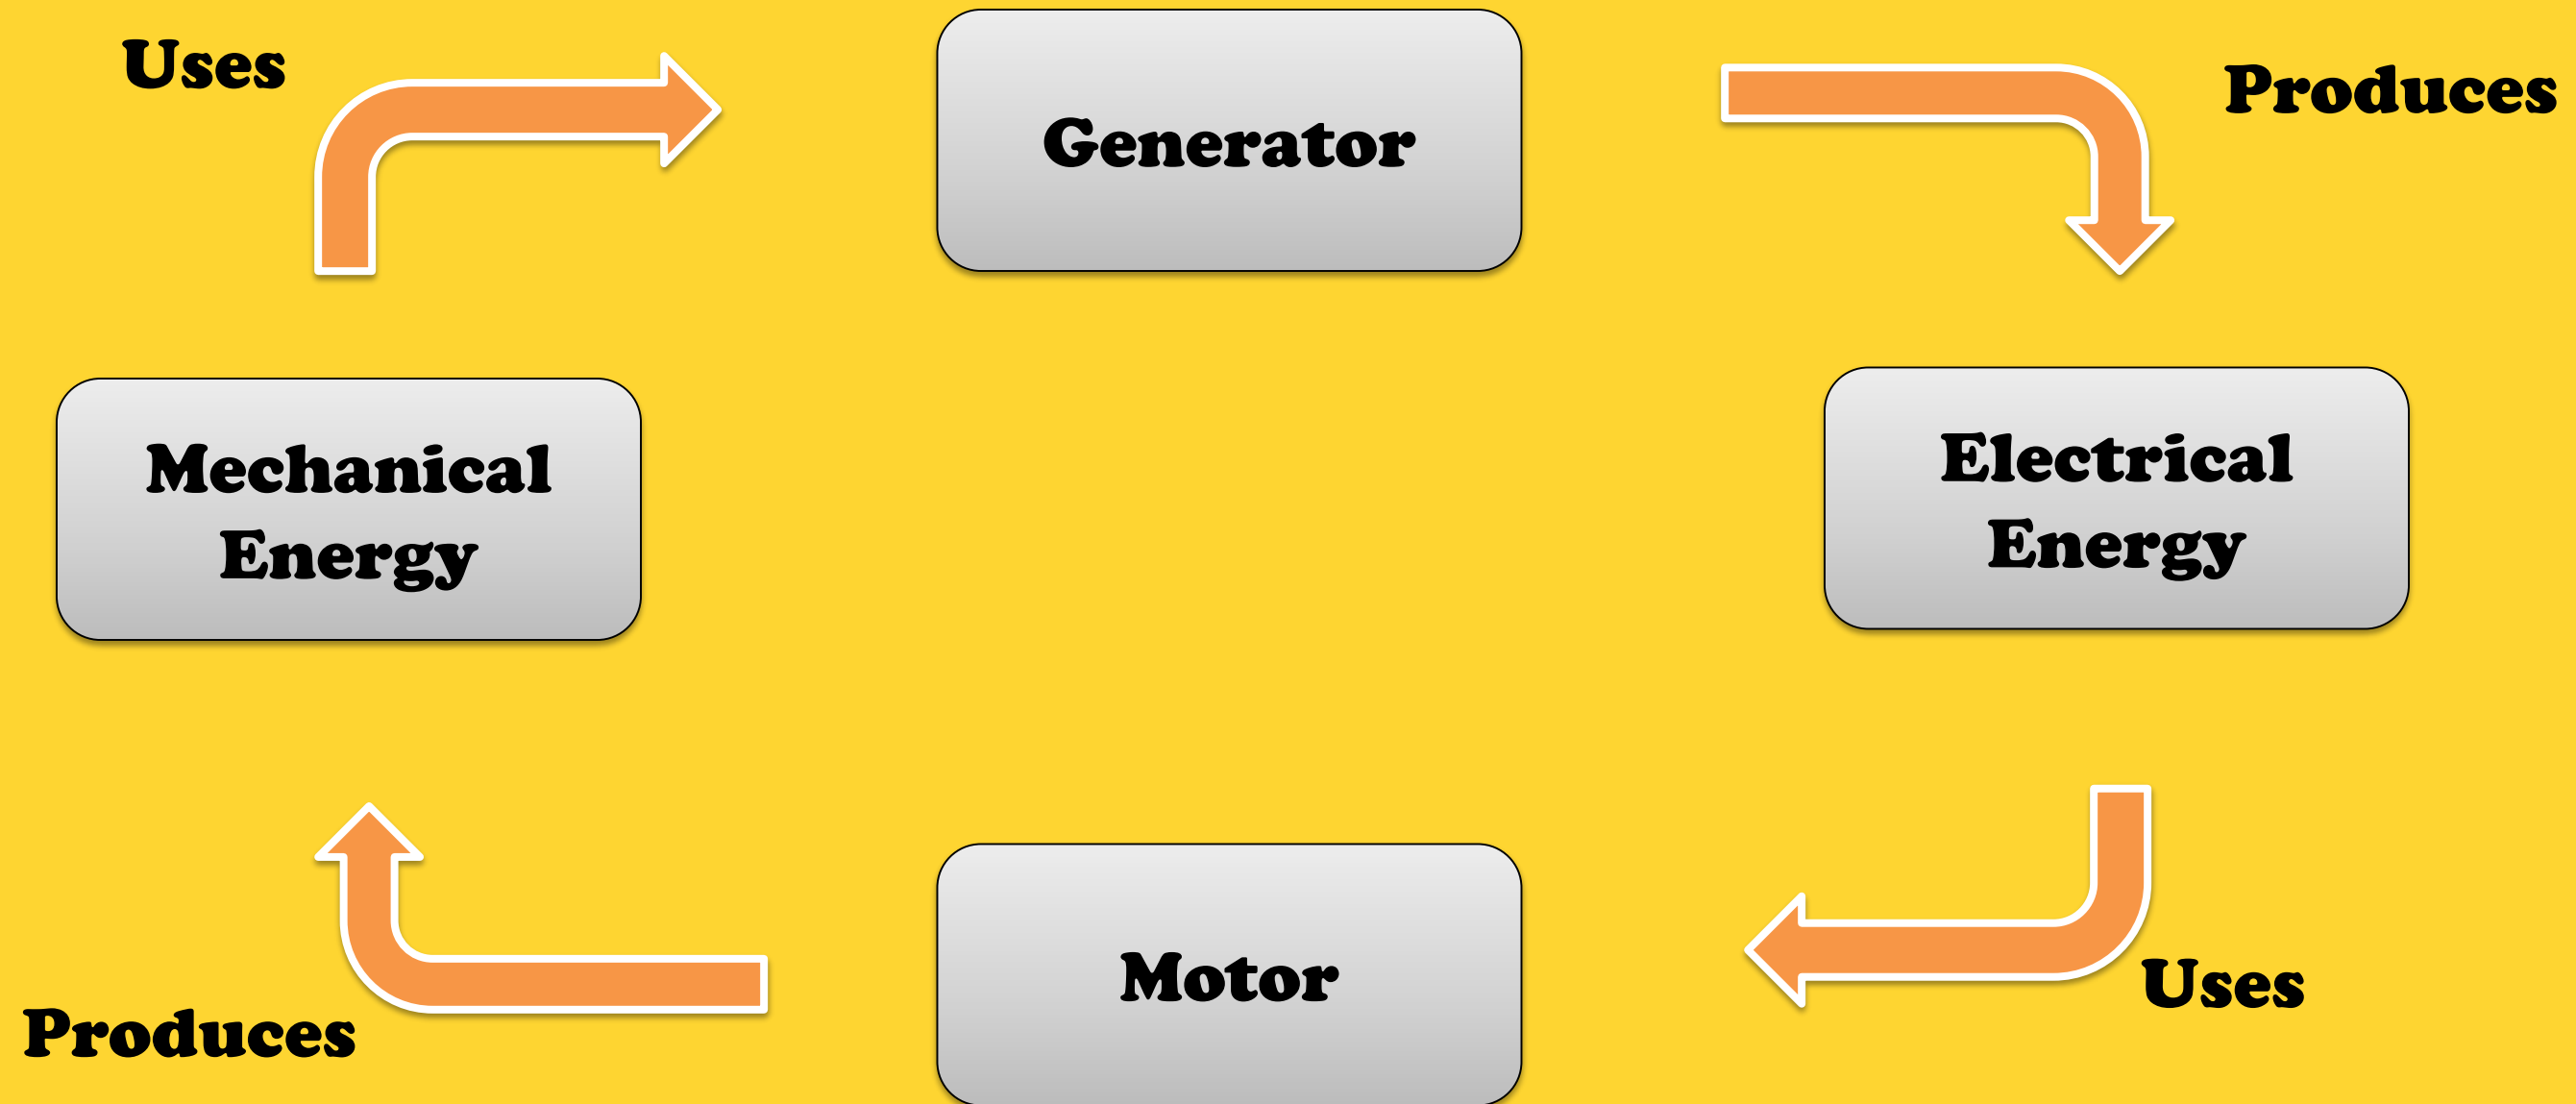 Uses
Generator
Produces
Mechanical
Energy
Electrical
Energy
Produces
Motor
Uses